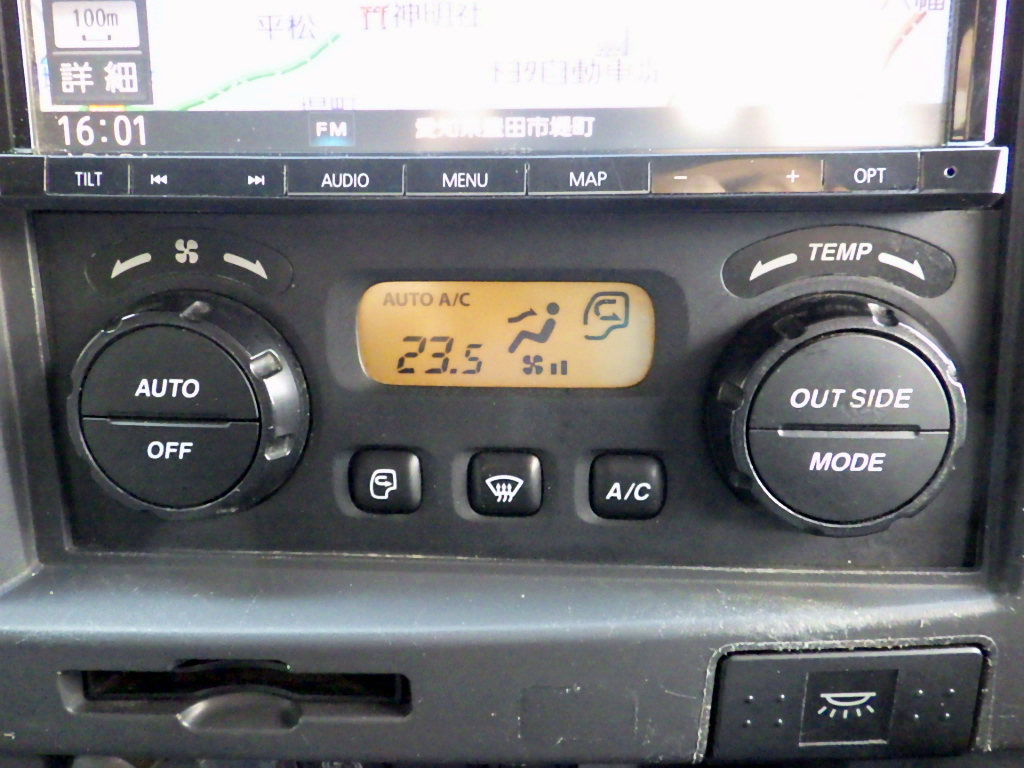 100m
平松
神明社
詳細
トヨタ自動車
16:01
FM
愛知県豊田市堤町
TILT
AUDIO
MENU
MAP
−
+
OPT
TEMP
AUTO A/C
23.5
AUTO
OFF
OUT SIDE
MODE
A/C